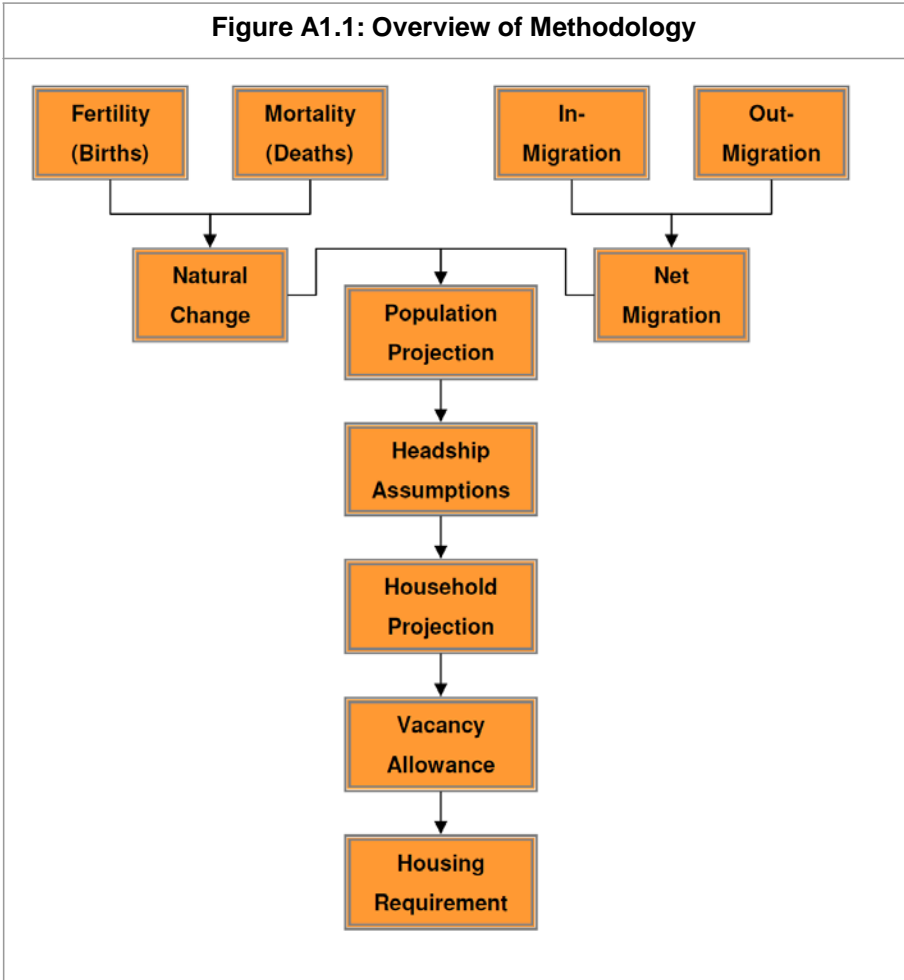 Figure A1.1: Overview of Methodology
Fertility
(Births)
Mortality
(Deaths)
In-
Migration
Out-
Migration
Natural
Change
Net
Migration
Population
Projection
Headship
Assumptions
Household
Projection
Vacancy
Allowance
Housing
Requirement